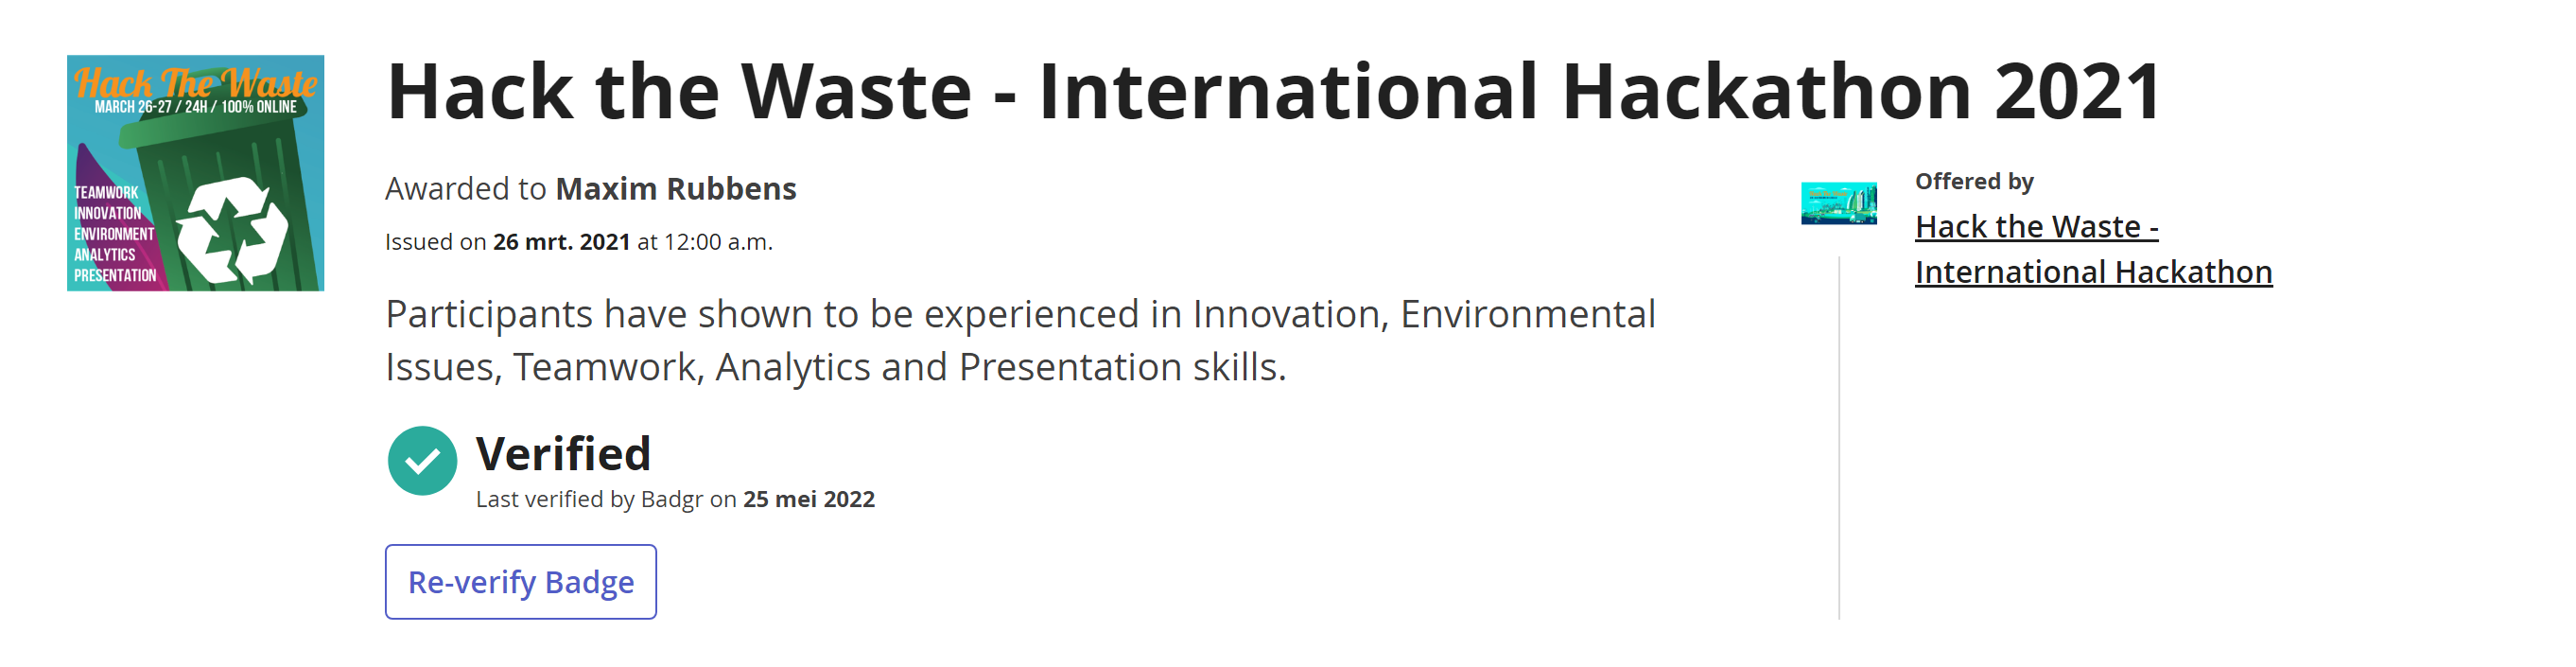 Hack The Waste
MARCH 26-27 / 24H / 100% ONLINE
TEAMWORK
INNOVATION
ENVIRONMENT
ANALYTICS
PRESENTATION
Hack the Waste - International Hackathon 2021
Awarded to Maxim Rubbens
Issued on 26 mrt. 2021 at 12:00 a.m.
Participants have shown to be experienced in Innovation, Environmental
Issues, Teamwork, Analytics and Presentation skills.
Verified
Last verified by Badgr on 25 mei 2022
Re-verify Badge
Offered by
Hack the Waste -
International Hackathon